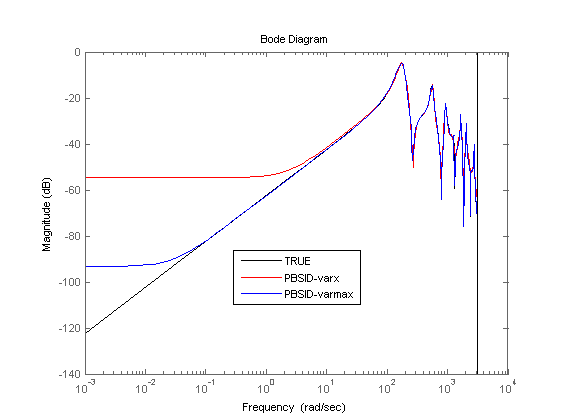 Bode Diagram
0
-20
-40
-60
-80
-100
-120
-140
Magnitude (dB)
TRUE
PBSID-varx
PBSID-varmax
10^-3
10^-2
10^-1
10^0
10^1
10^2
10^3
10^4
Frequency (rad/sec)